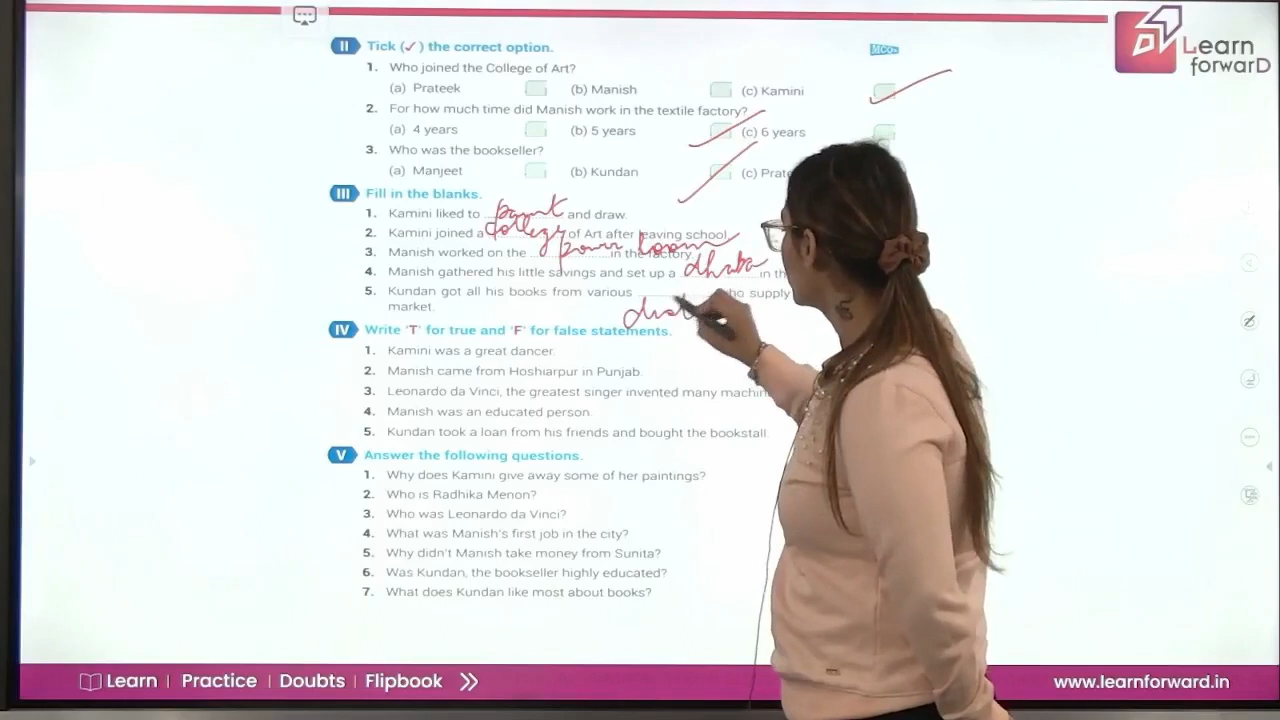 II Tick (✓) the correct option. MCQs
1. Who joined the College of Art?
(a) Prateek (b) Manish (c) Kamini
2. For how much time did Manish work in the textile factory?
(a) 4 years (b) 5 years (c) 6 years
3. Who was the bookseller?
(a) Manjeet (b) Kundan (c) Prate
III Fill in the blanks.
1. Kamini liked to paint and draw.
2. Kamini joined a College of Art after leaving school
3. Manish worked on the power loom in the factory.
4. Manish gathered his little savings and set up a dhaba in th
5. Kundan got all his books from various dist who supply
market.
IV Write 'T' for true and 'F' for false statements.
1. Kamini was a great dancer.
2. Manish came from Hoshiarpur in Punjab.
3. Leonardo da Vinci, the greatest singer invented many machin
4. Manish was an educated person.
5. Kundan took a loan from his friends and bought the bookstall.
V Answer the following questions.
1. Why does Kamini give away some of her paintings?
2. Who is Radhika Menon?
3. Who was Leonardo da Vinci?
4. What was Manish's first job in the city?
5. Why didn't Manish take money from Sunita?
6. Was Kundan, the bookseller highly educated?
7. What does Kundan like most about books?
Learn
forwarD
Learn | Practice | Doubts | Flipbook
www.learnforward.in